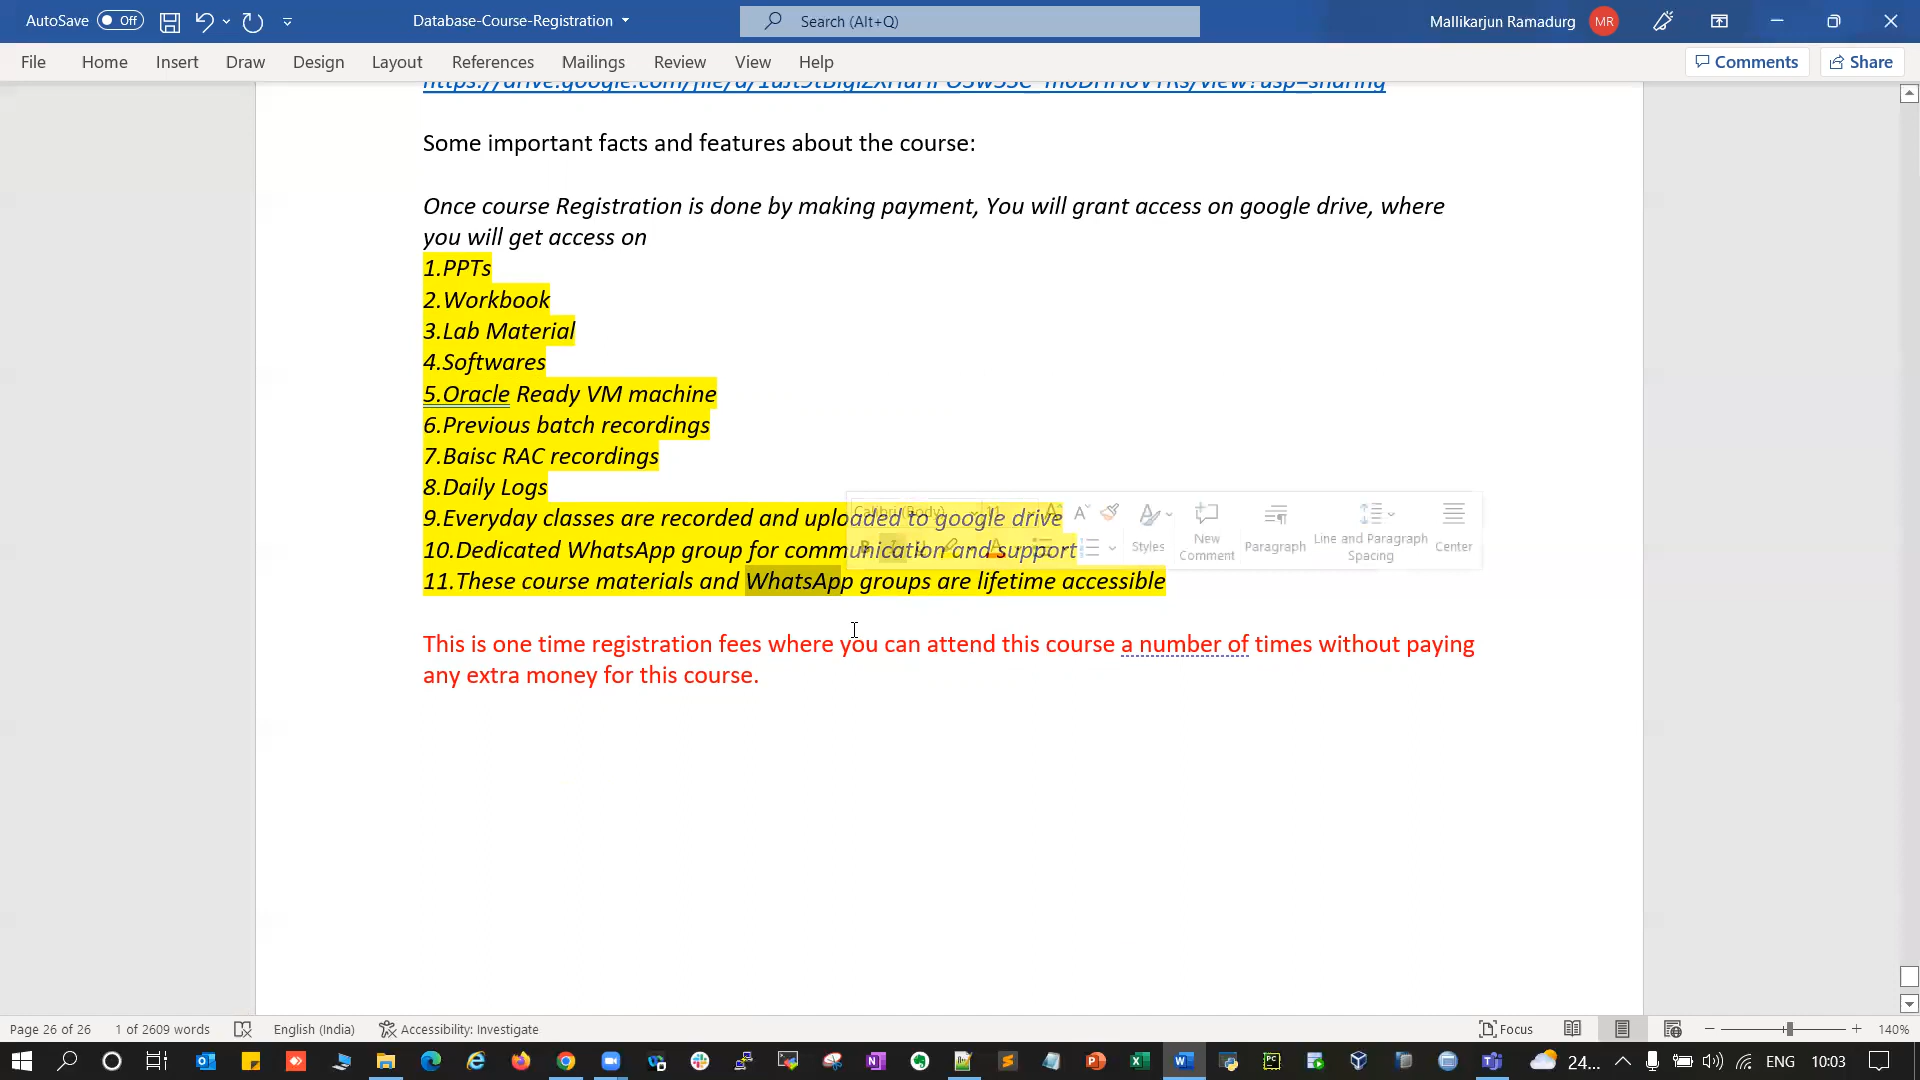 AutoSave Off Database-Course-Registration Search (Alt+Q) Mallikarjun Ramadurg MR
File Home Insert Draw Design Layout References Mailings Review View Help Comments Share
Some important facts and features about the course:
Once course Registration is done by making payment, You will grant access on google drive, where
you will get access on
1.PPTs
2.Workbook
3.Lab Material
4.Softwares
5.Oracle Ready VM machine
6.Previous batch recordings
7.Baisc RAC recordings
8.Daily Logs
9.Everyday classes are recorded and uploaded to google drive
10.Dedicated WhatsApp group for communication and support
11.These course materials and WhatsApp groups are lifetime accessible
Calibri (Body) 11
Styles New Comment Paragraph Line and Paragraph Spacing Center
This is one time registration fees where you can attend this course a number of times without paying
any extra money for this course.
Page 26 of 26 1 of 2609 words English (India) Accessibility: Investigate Focus 140%
24... ENG 10:03